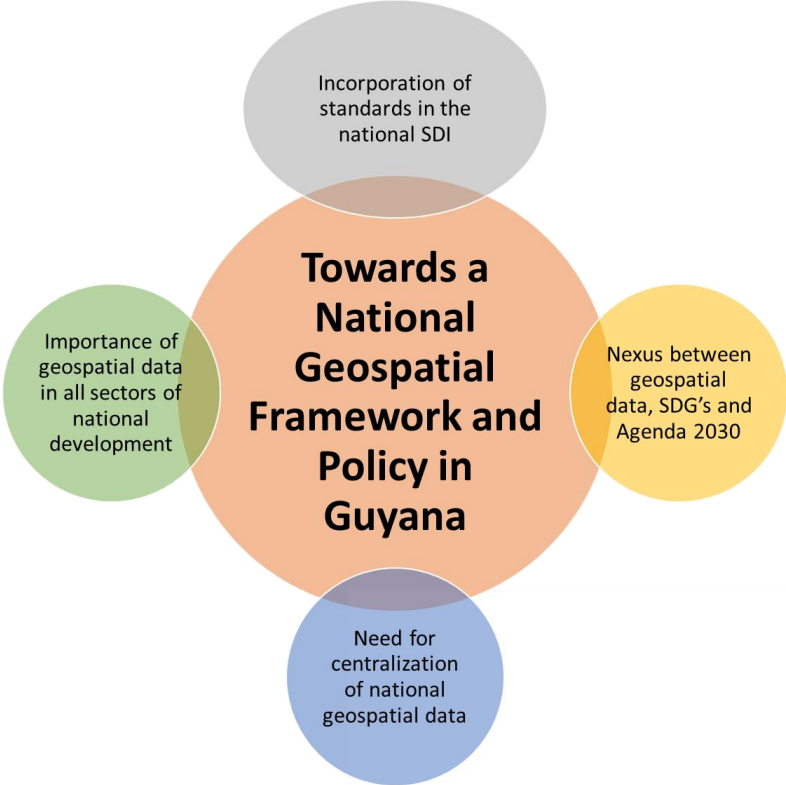 Incorporation of
standards in the
national SDI
Towards a
National
Geospatial
Framework and
Policy in
Guyana
Importance of
geospatial data
in all sectors of
national
development
Nexus between
geospatial
data, SDG's and
Agenda 2030
Need for
centralization
of national
geospatial data